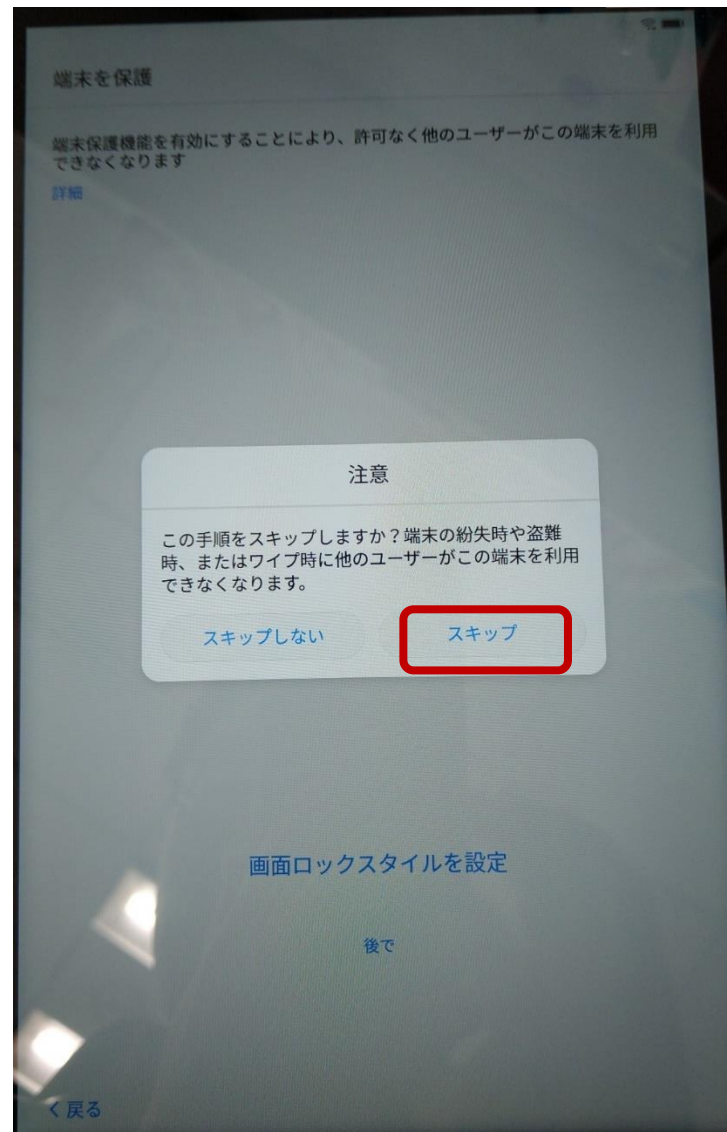 端末を保護
端末保護機能を有効にすることにより、許可なく他のユーザーがこの端末を利用
できなくなります
詳細
注意
この手順をスキップしますか？端末の紛失時や盗難
時、またはワイプ時に他のユーザーがこの端末を利用
できなくなります。
スキップしない
スキップ
画面ロックスタイルを設定
後で
戻る